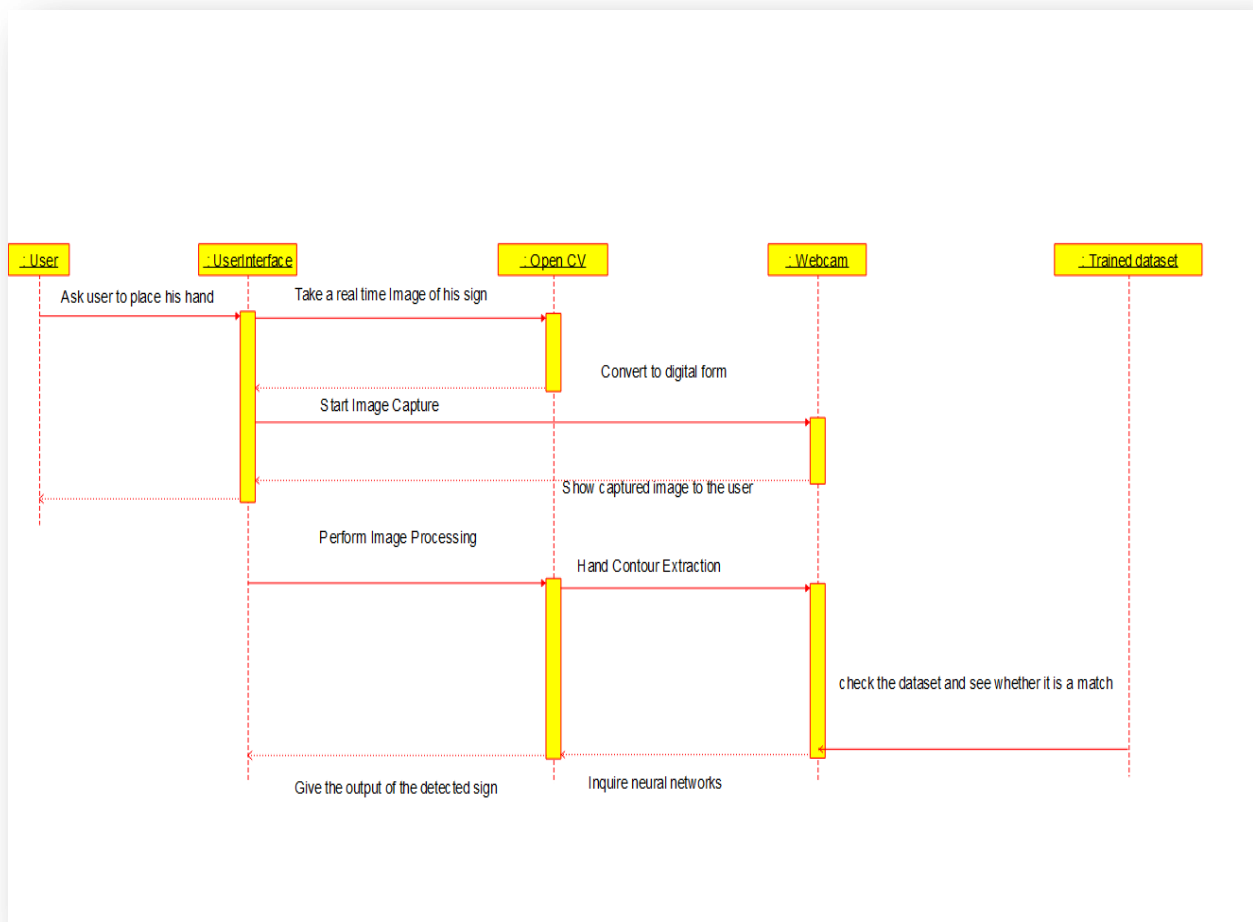 : User
: UserInterface
: Open CV
: Webcam
: Trained dataset
Ask user to place his hand
Take a real time Image of his sign
Convert to digital form
Start Image Capture
Show captured image to the user
Perform Image Processing
Hand Contour Extraction
check the dataset and see whether it is a match
Give the output of the detected sign
Inquire neural networks